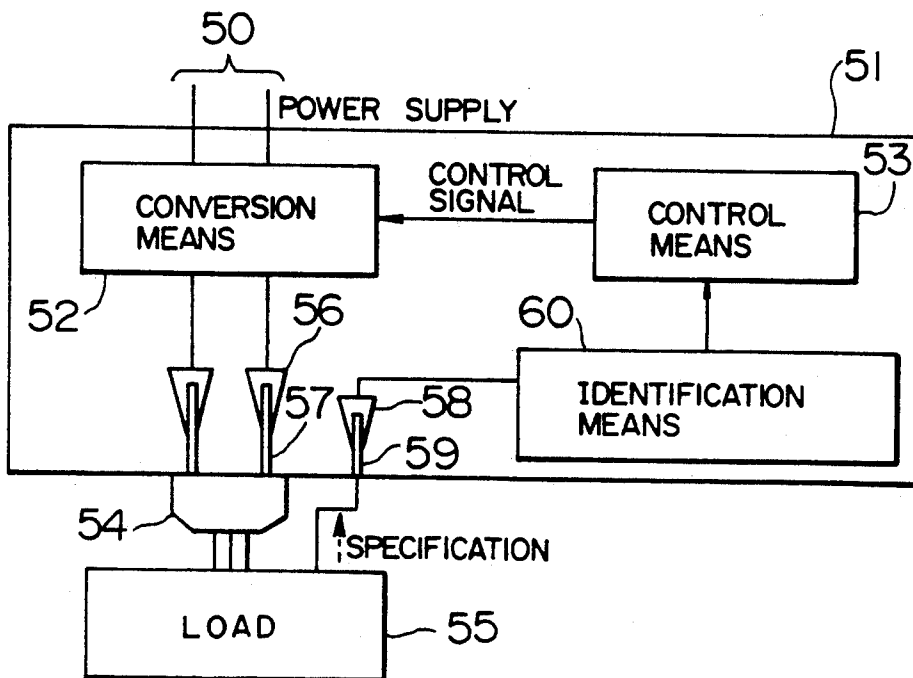 50
POWER SUPPLY
51
CONVERSION
MEANS
CONTROL
SIGNAL
CONTROL
MEANS
53
52
56
57
58
59
60
IDENTIFICATION
MEANS
54
SPECIFICATION
LOAD
55